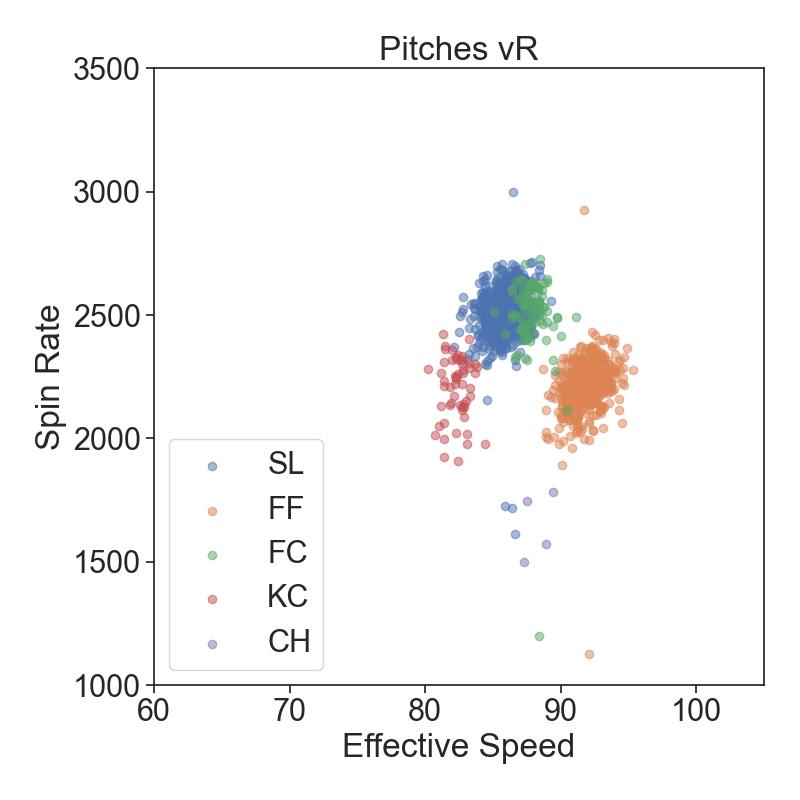 Pitches vR
3500
3000
2500
2000
1500
1000
Spin Rate
SL
FF
FC
KC
CH
60 70 80 90 100
Effective Speed